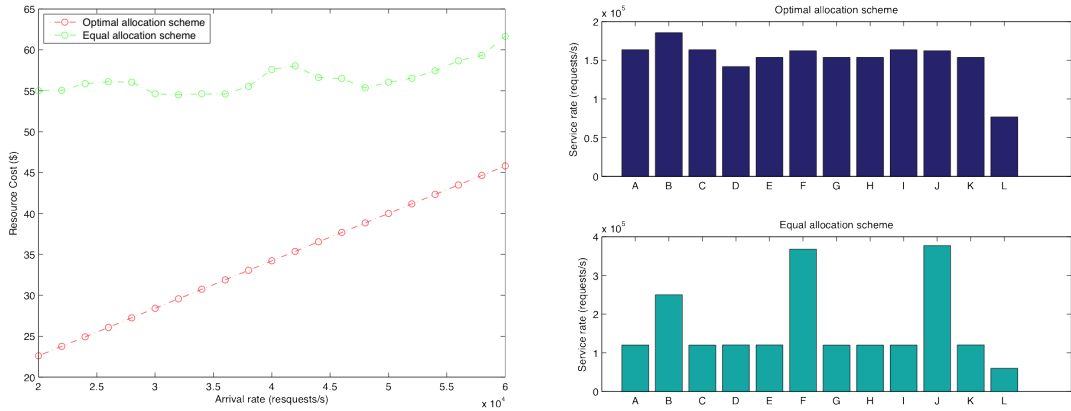 Optimal allocation scheme
Equal allocation scheme
65
60
55
50
45
40
35
30
25
20
Resource Cost ($)
2 2.5 3 3.5 4 4.5 5 5.5 6
Arrival rate (resquests/s)
x 10^4
Optimal allocation scheme
x 10^5
2
1.5
1
0.5
0
Service rate (requests/s)
A B C D E F G H I J K L
Equal allocation scheme
x 10^5
4
3
2
1
0
Service rate (requests/s)
A B C D E F G H I J K L